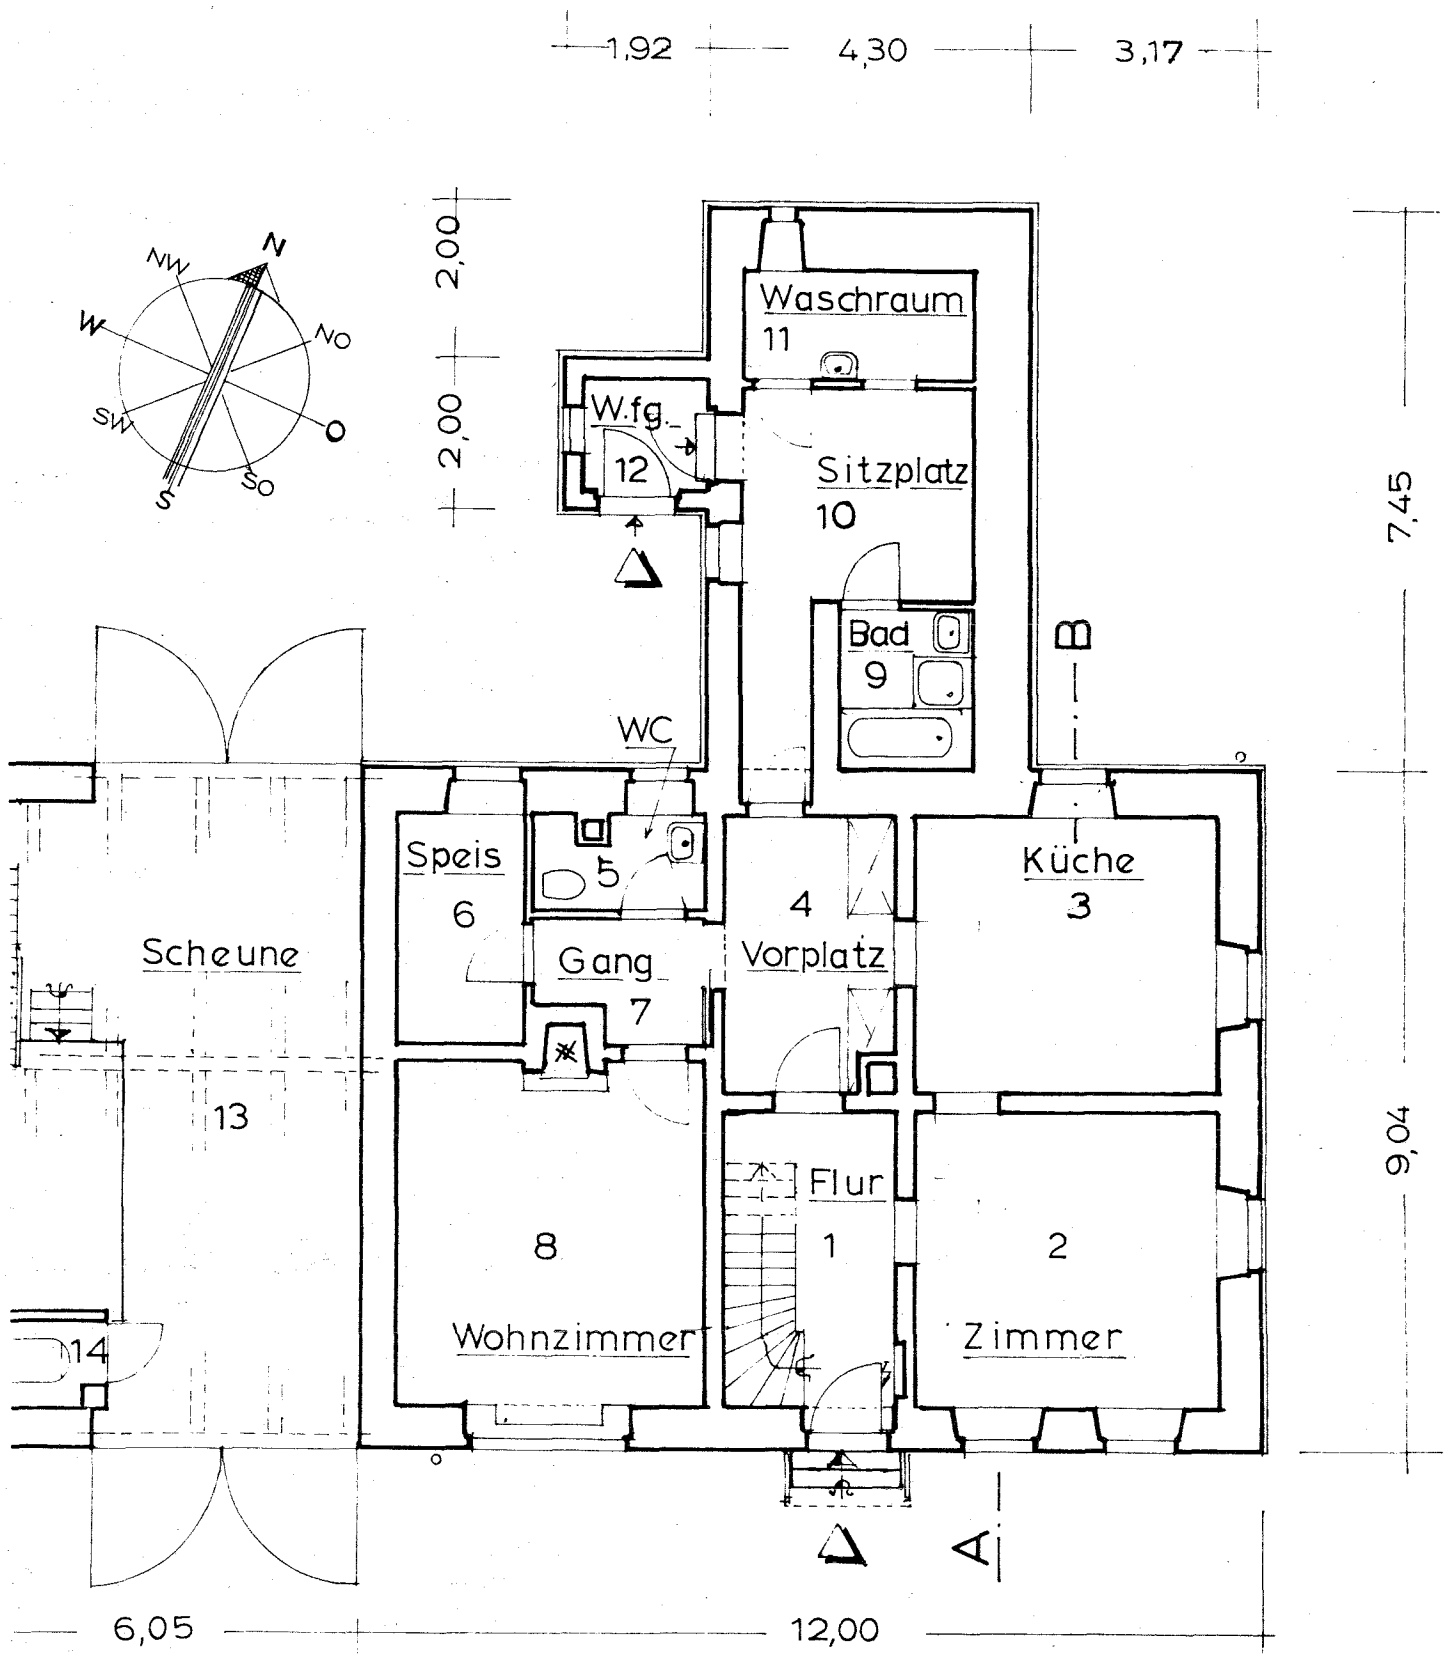 1,92 4,30 3,17
2,00
N
NW
W
NO
SW
O
SO
S
2,00
7,45
Waschraum
11
W.fg.
12
Sitzplatz
10
B
Bad
9
WC
Speis
6
5
4
Vorplatz
Küche
3
Scheune
Gang
7
13
9,04
Flur
1
8
2
14
Wohnzimmer
Zimmer
A
6,05 12,00